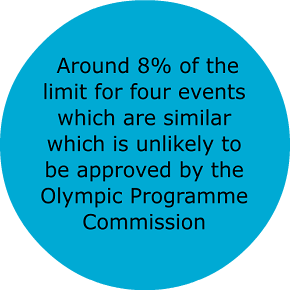 Around 8% of the
limit for four events
which are similar
which is unlikely to
be approved by the
Olympic Programme
Commission